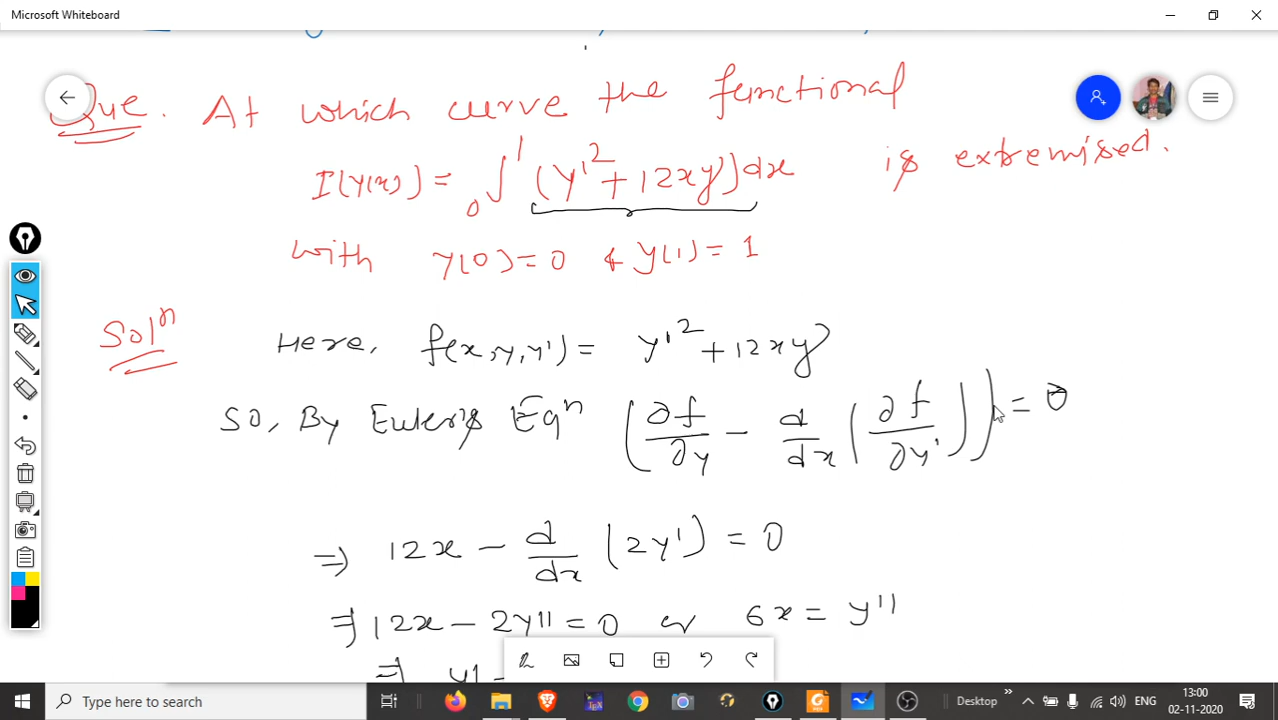 Microsoft Whiteboard
Que. At which curve the functional
I(y(x)) = ₀∫¹ (y'² + 12xy) dx is extremised.
with y(0) = 0 & y(1) = 1
Solⁿ
Here, f(x,y,y') = y'² + 12xy
So, By Euler's Eqⁿ (∂f/∂y − d/dx (∂f/∂y')) = 0
⇒ 12x − d/dx (2y') = 0
⇒ 12x − 2y'' = 0 or 6x = y''
⇒ y' =
Type here to search
Desktop
ENG
13:00
02-11-2020